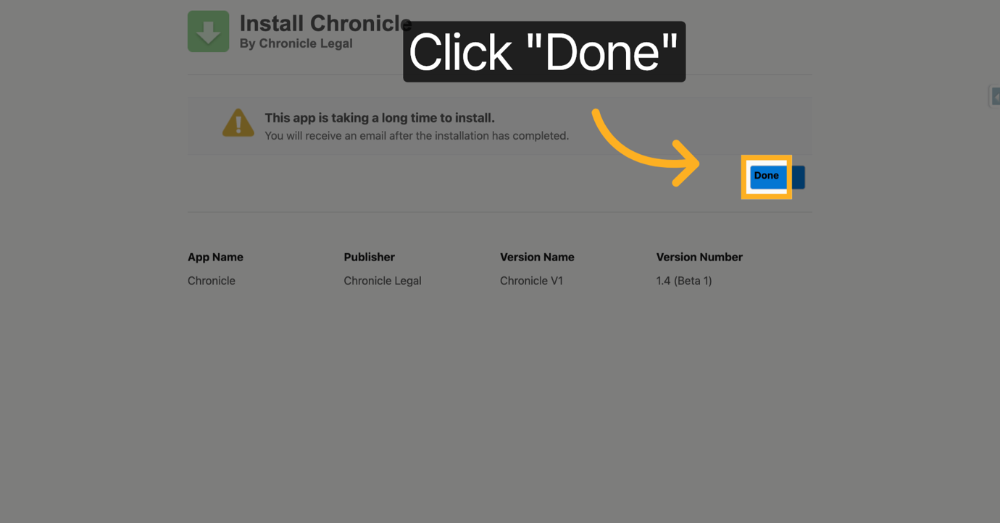 Install Chronicle
By Chronicle Legal
Click "Done"
This app is taking a long time to install.
You will receive an email after the installation has completed.
Done
App Name Publisher Version Name Version Number
Chronicle Chronicle Legal Chronicle V1 1.4 (Beta 1)